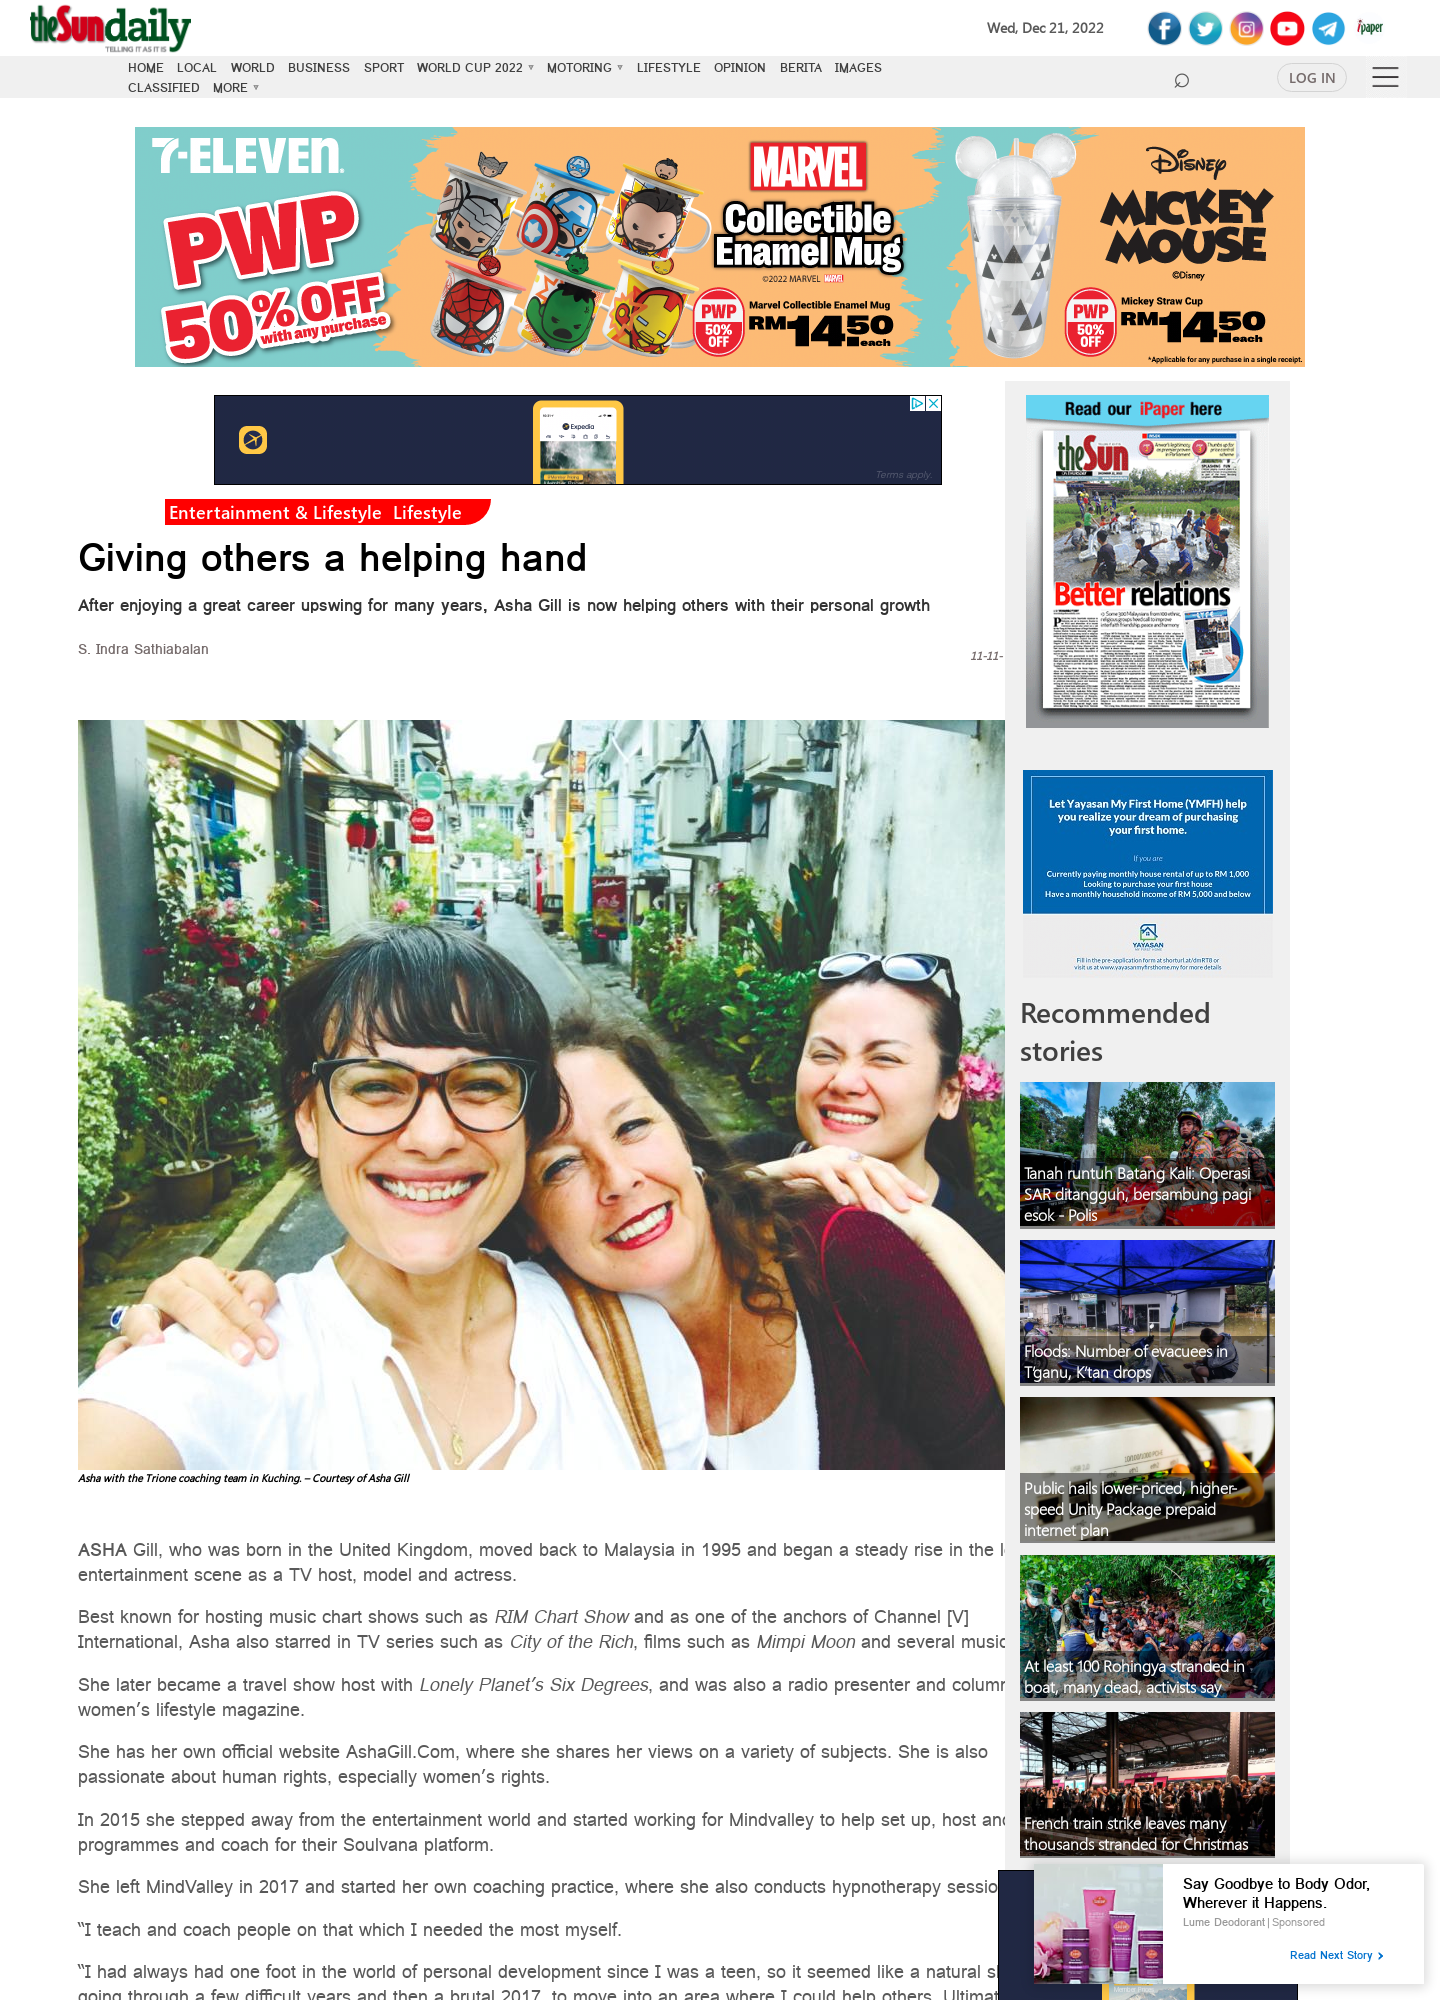 theSundaily
TELLING IT AS IT IS
Wed, Dec 21, 2022
ipaper
HOME LOCAL WORLD BUSINESS SPORT WORLD CUP 2022 MOTORING LIFESTYLE OPINION BERITA IMAGES
CLASSIFIED MORE
LOG IN
7-ELEVEN
PWP
50% OFF
with any purchase
MARVEL
Collectible
Enamel Mug
©2022 MARVEL MARVEL
PWP
50%
OFF
Marvel Collectible Enamel Mug
RM14.50
each
Disney
MICKEY
MOUSE
©Disney
PWP
50%
OFF
Mickey Straw Cup
RM14.50
each
*Applicable for any purchase in a single receipt.
Expedia
Terms apply.
Entertainment & Lifestyle Lifestyle
Giving others a helping hand
After enjoying a great career upswing for many years, Asha Gill is now helping others with their personal growth
S. Indra Sathiabalan
11-11-
Asha with the Trione coaching team in Kuching. – Courtesy of Asha Gill
ASHA Gill, who was born in the United Kingdom, moved back to Malaysia in 1995 and began a steady rise in the
entertainment scene as a TV host, model and actress.
Best known for hosting music chart shows such as RIM Chart Show and as one of the anchors of Channel [V]
International, Asha also starred in TV series such as City of the Rich, films such as Mimpi Moon and several music
She later became a travel show host with Lonely Planet’s Six Degrees, and was also a radio presenter and column
women’s lifestyle magazine.
She has her own official website AshaGill.Com, where she shares her views on a variety of subjects. She is also
passionate about human rights, especially women’s rights.
In 2015 she stepped away from the entertainment world and started working for Mindvalley to help set up, host and
programmes and coach for their Soulvana platform.
She left MindValley in 2017 and started her own coaching practice, where she also conducts hypnotherapy sessio
“I teach and coach people on that which I needed the most myself.
“I had always had one foot in the world of personal development since I was a teen, so it seemed like a natural
going through a few difficult years and then a brutal 2017, to move into an area where I could help others. Ultimat
Read our iPaper here
theSun
Better relations
Let Yayasan My First Home (YMFH) help
you realize your dream of purchasing
your first home.
If you are
Currently paying monthly house rental of up to RM 1,000
Looking to purchase your first house
Have a monthly household income of RM 5,000 and below
YAYASAN
Fill in the pre-application form at shorturl.at/dmRT8 or
visit us at www.yayasanmyfirsthome.my for more details
Recommended
stories
Tanah runtuh Batang Kali: Operasi
SAR ditangguh, bersambung pagi
esok - Polis
Floods: Number of evacuees in
T’ganu, K’tan drops
Public hails lower-priced, higher-
speed Unity Package prepaid
internet plan
At least 100 Rohingya stranded in
boat, many dead, activists say
French train strike leaves many
thousands stranded for Christmas
Say Goodbye to Body Odor,
Wherever it Happens.
Lume Deodorant | Sponsored
Read Next Story